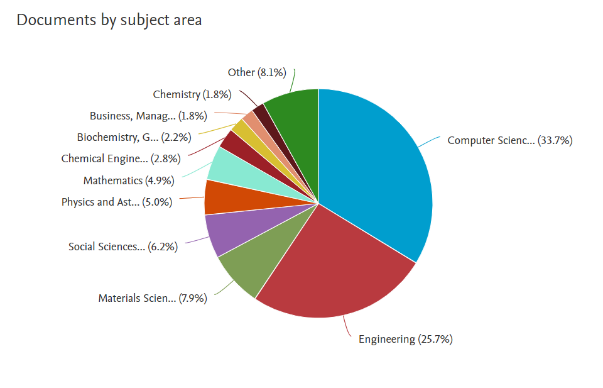 Documents by subject area
Other (8.1%)
Chemistry (1.8%)
Business, Manag... (1.8%)
Biochemistry, G... (2.2%)
Chemical Engine... (2.8%)
Mathematics (4.9%)
Physics and Ast... (5.0%)
Social Sciences... (6.2%)
Materials Scien... (7.9%)
Computer Scienc... (33.7%)
Engineering (25.7%)